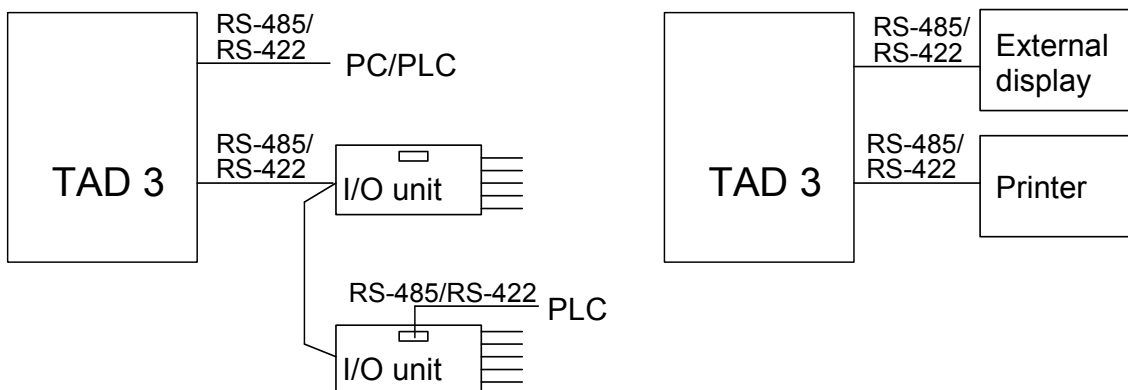 RS-485/
RS-422
PC/PLC
TAD 3
RS-485/
RS-422
I/O unit
RS-485/RS-422
PLC
I/O unit
RS-485/
RS-422
External
display
TAD 3
RS-485/
RS-422
Printer